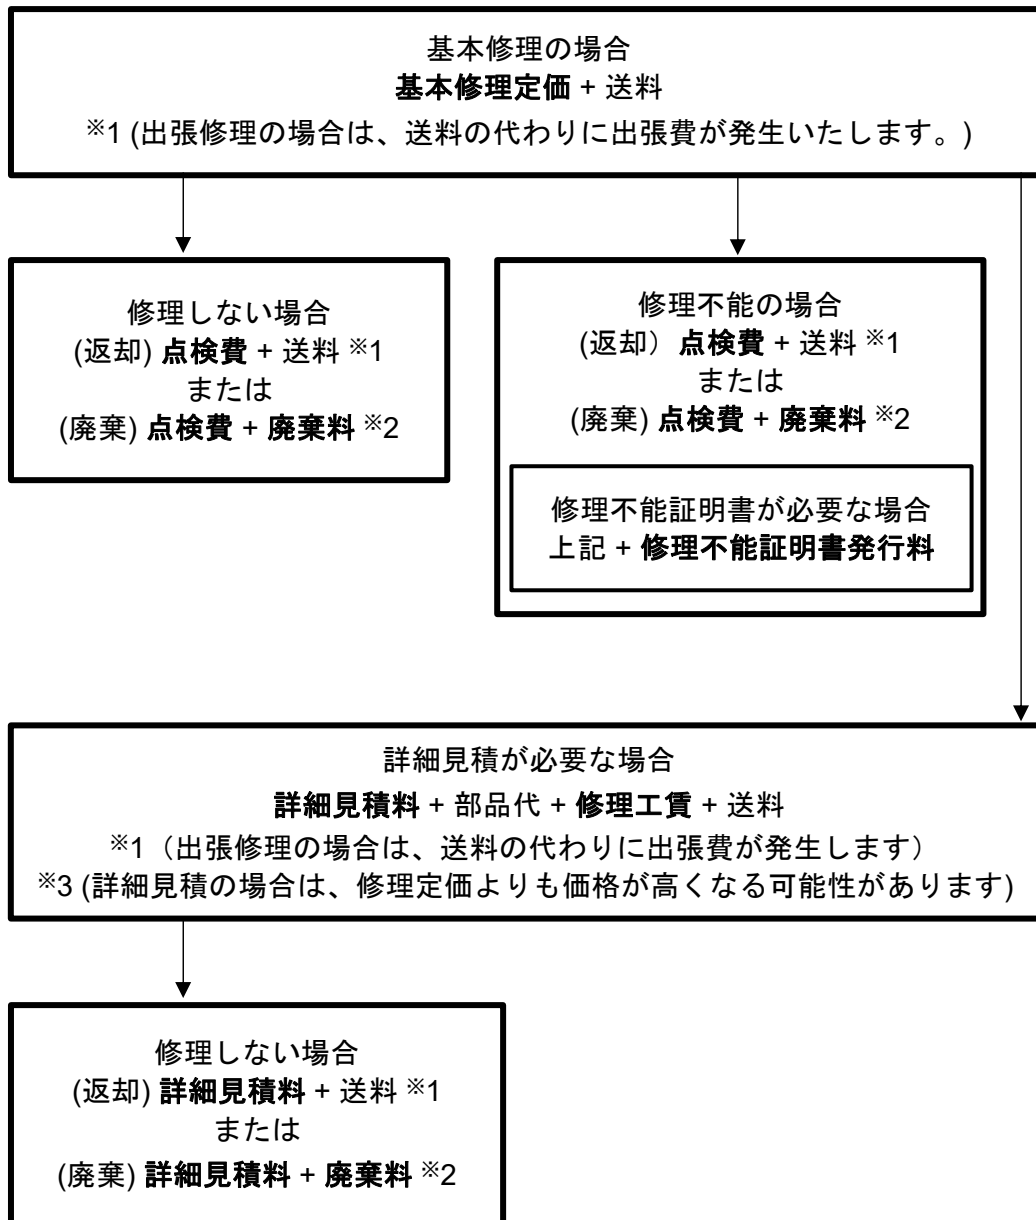 基本修理の場合
基本修理定価 + 送料
※1 (出張修理の場合は、送料の代わりに出張費が発生いたします。)
修理しない場合
(返却) 点検費 + 送料 ※1
または
(廃棄) 点検費 + 廃棄料 ※2
修理不能の場合
(返却） 点検費 + 送料 ※1
または
(廃棄) 点検費 + 廃棄料 ※2
修理不能証明書が必要な場合
上記 + 修理不能証明書発行料
詳細見積が必要な場合
詳細見積料 + 部品代 + 修理工賃 + 送料
※1（出張修理の場合は、送料の代わりに出張費が発生します）
※3 (詳細見積の場合は、修理定価よりも価格が高くなる可能性があります)
修理しない場合
(返却) 詳細見積料 + 送料 ※1
または
(廃棄) 詳細見積料 + 廃棄料 ※2